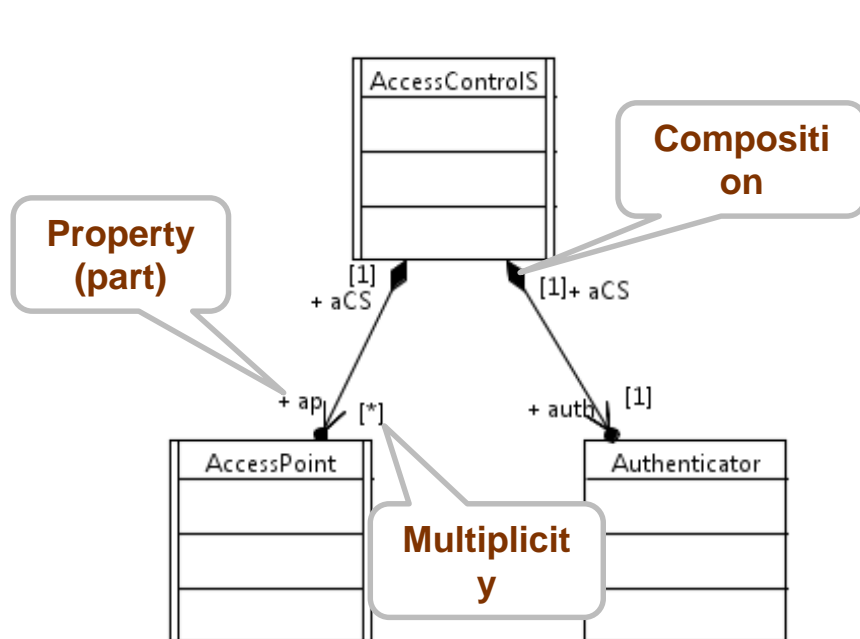 AccessControlS
Compositi
on
Property
(part)
[1]
+ aCS
[1]+ aCS
+ ap
[*]
+ auth
[1]
AccessPoint
Authenticator
Multiplicit
y